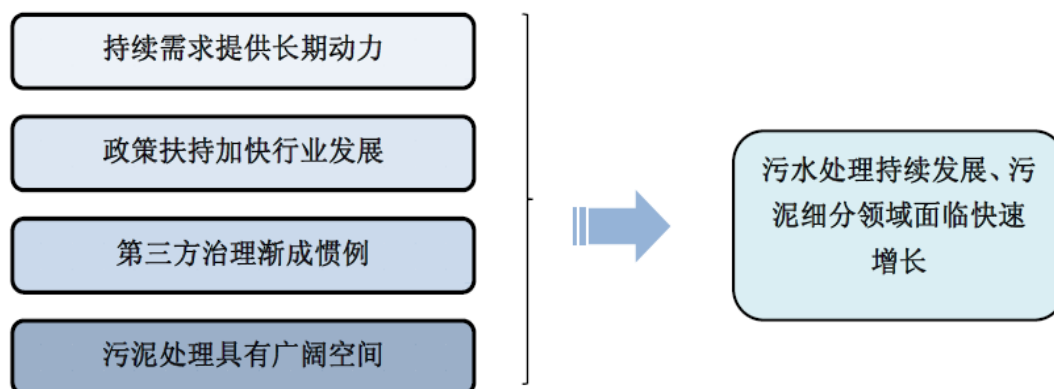 持续需求提供长期动力
政策扶持加快行业发展
第三方治理渐成惯例
污泥处理具有广阔空间
污水处理持续发展、污
泥细分领域面临快速
增长